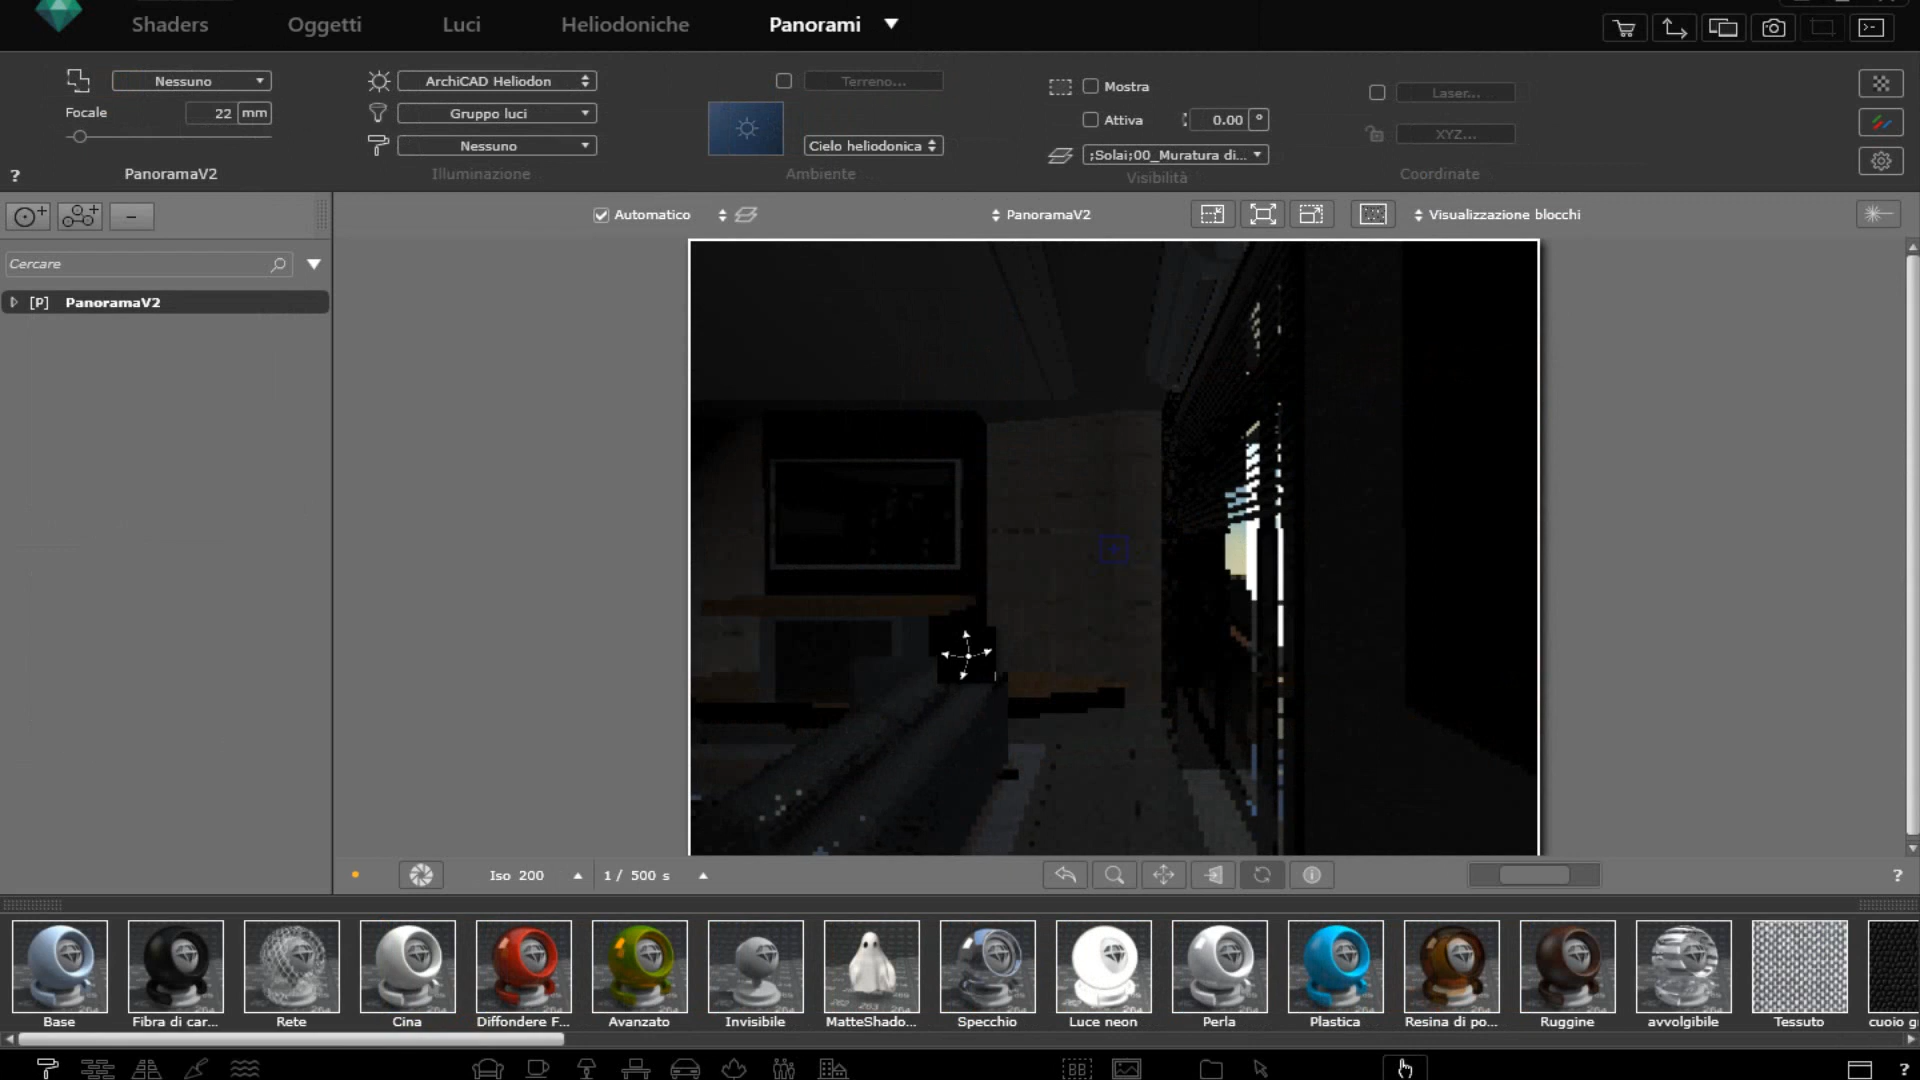 Shaders Oggetti Luci Heliodoniche Panorami
Nessuno ArchiCAD Heliodon Terreno... Mostra Laser...
Focale 22 mm Gruppo luci Attiva 0.00 ° XYZ...
Nessuno Cielo heliodonica ;Solai;00_Muratura di...
? PanoramaV2 Illuminazione Ambiente Visibilità Coordinate
Automatico PanoramaV2 Visualizzazione blocchi
Cercare
[P] PanoramaV2
Iso 200 1 / 500 s ?
Base Fibra di car... Rete Cina Diffondere F... Avanzato Invisibile MatteShado... Specchio Luce neon Perla Plastica Resina di po... Ruggine avvolgibile Tessuto cuoio g
?